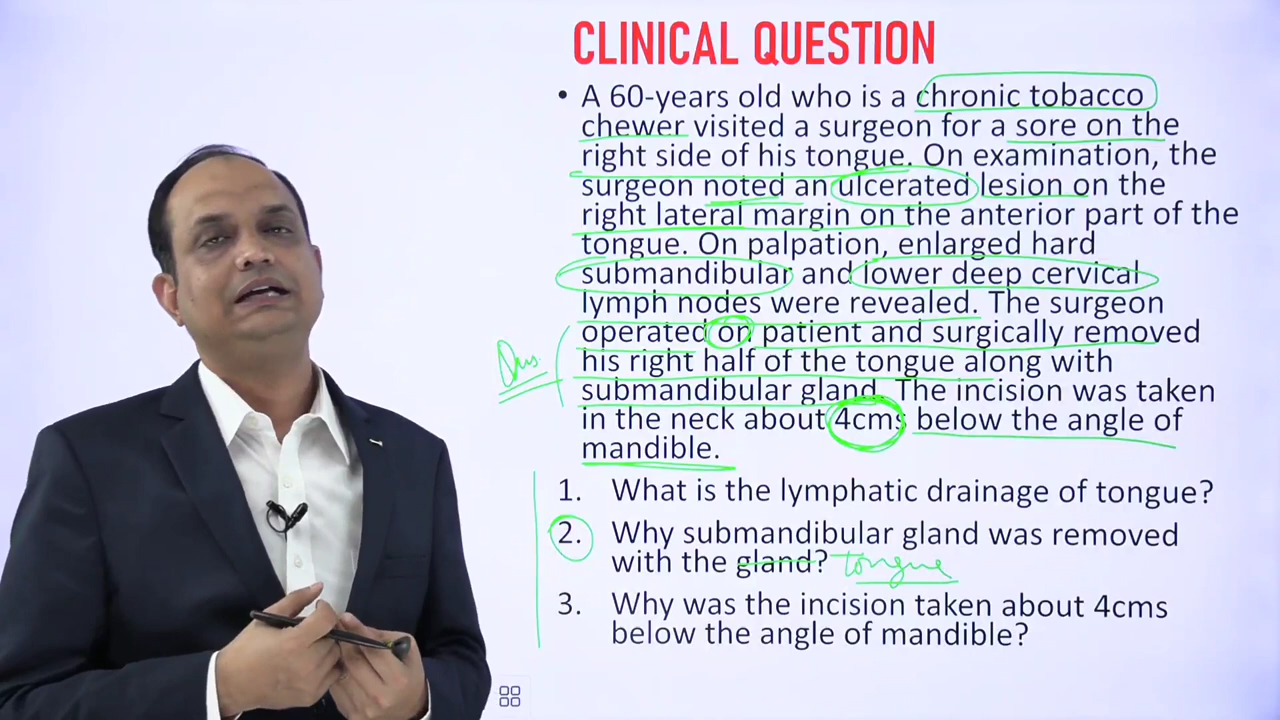 CLINICAL QUESTION
• A 60-years old who is a chronic tobacco
chewer visited a surgeon for a sore on the
right side of his tongue. On examination, the
surgeon noted an ulcerated lesion on the
right lateral margin on the anterior part of the
tongue. On palpation, enlarged hard
submandibular and lower deep cervical
lymph nodes were revealed. The surgeon
operated on patient and surgically removed
his right half of the tongue along with
submandibular gland. The incision was taken
in the neck about 4cms below the angle of
mandible.
1. What is the lymphatic drainage of tongue?
2. Why submandibular gland was removed
with the gland? tongue
3. Why was the incision taken about 4cms
below the angle of mandible?